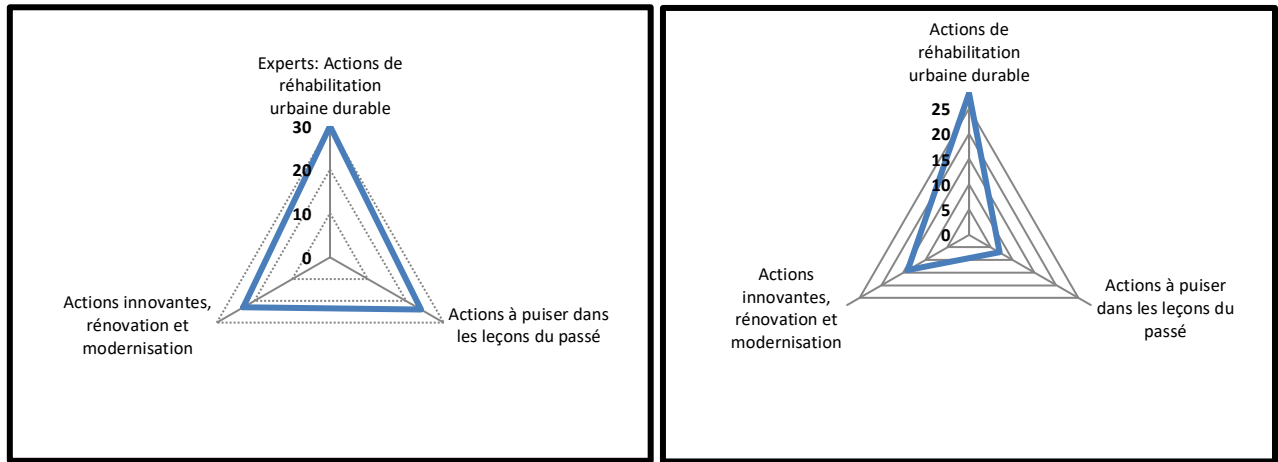 Experts: Actions de
réhabilitation
urbaine durable
30
20
10
0
Actions innovantes,
rénovation et
modernisation
Actions à puiser dans
les leçons du passé
Actions de
réhabilitation
urbaine durable
25
20
15
10
5
0
Actions
innovantes,
rénovation et
modernisation
Actions à puiser
dans les leçons du
passé